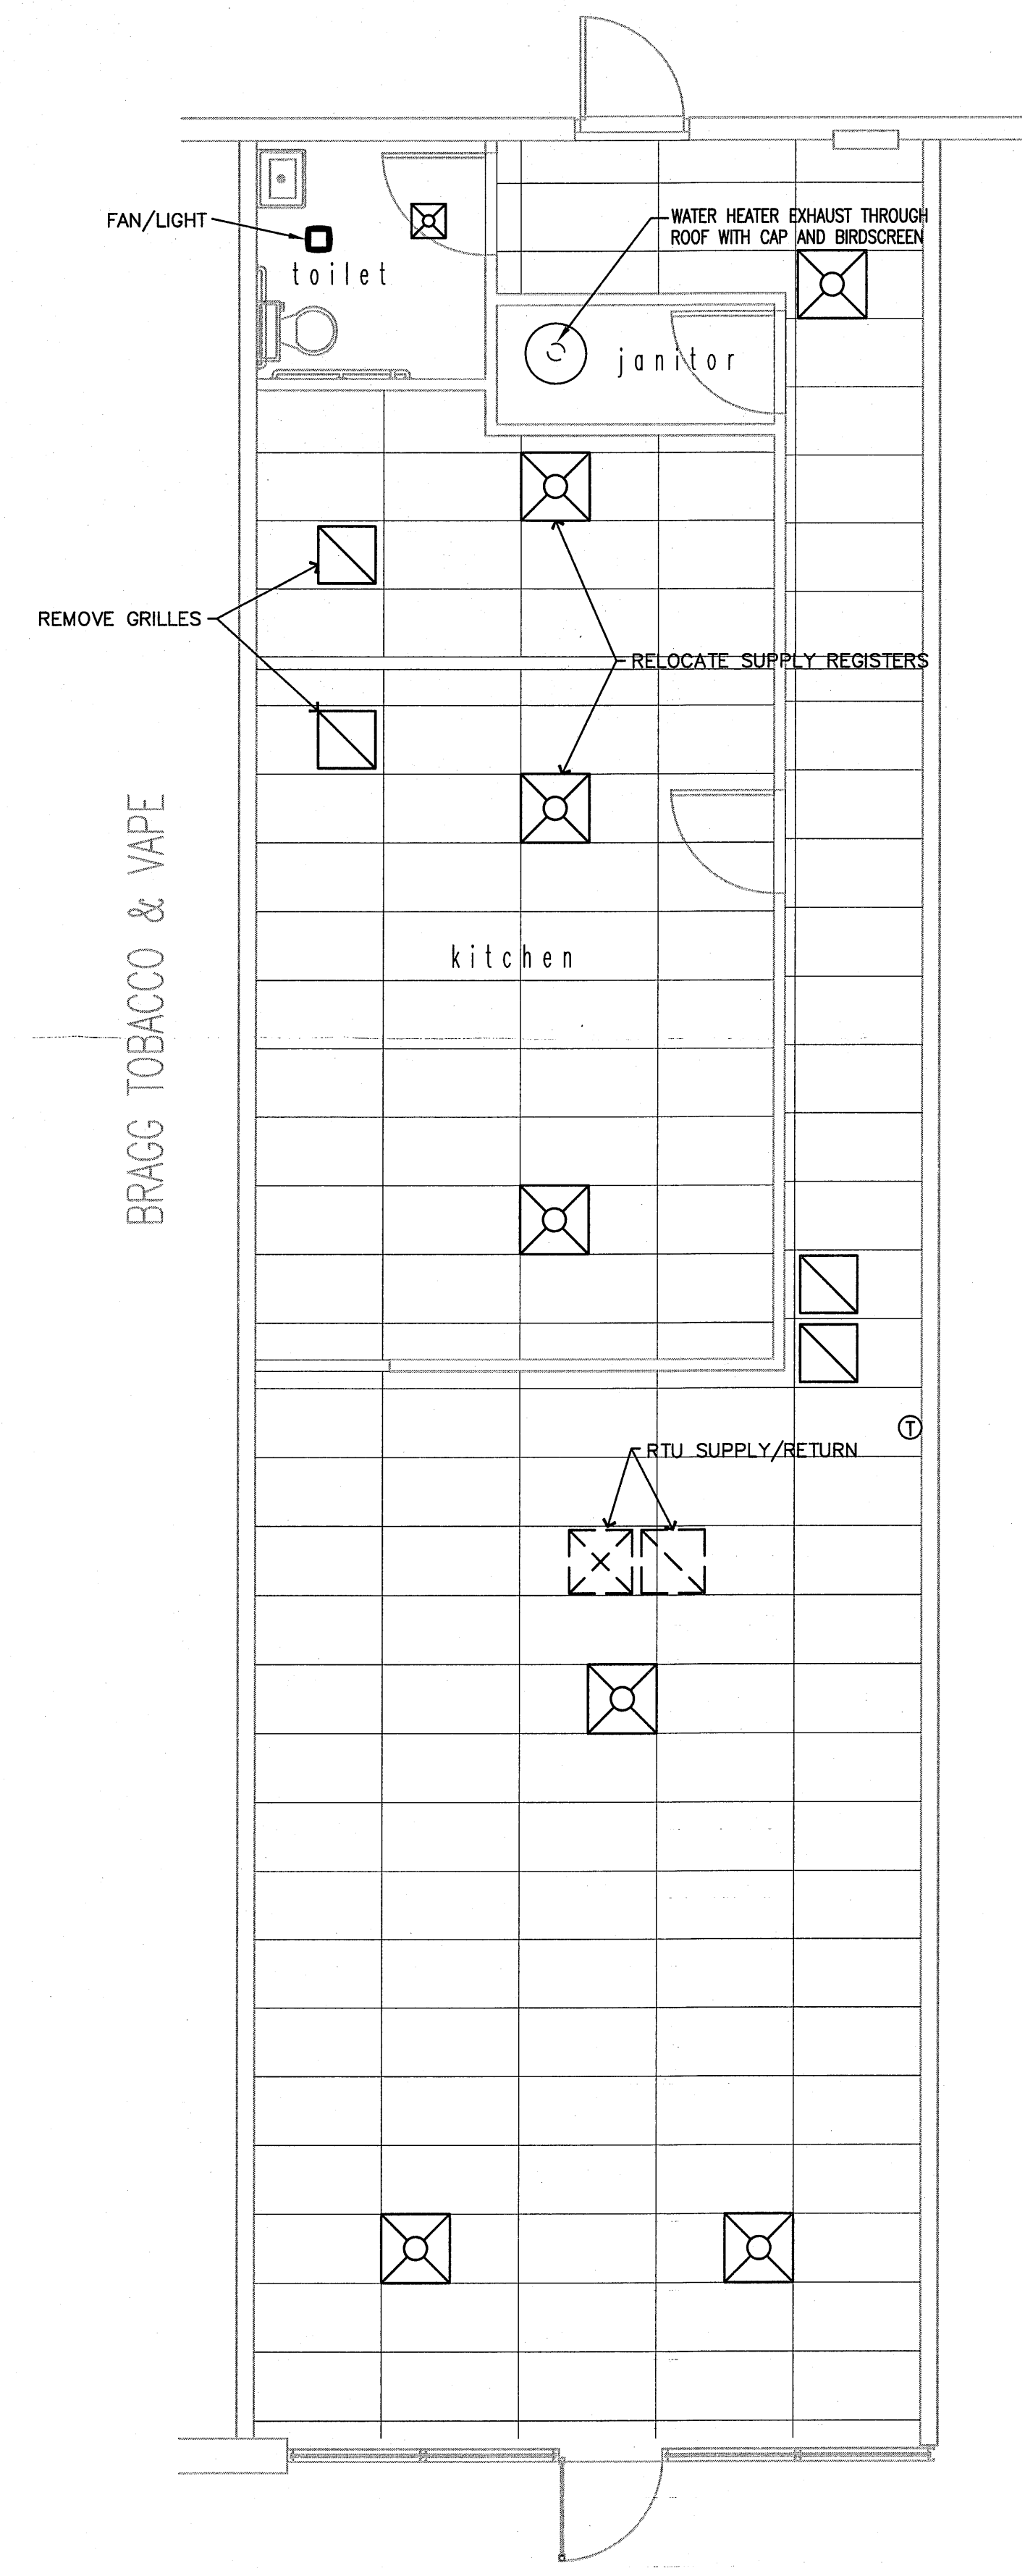 FAN/LIGHT
WATER HEATER EXHAUST THROUGH
ROOF WITH CAP AND BIRDSCREEN
toilet
janitor
REMOVE GRILLES
RELOCATE SUPPLY REGISTERS
BRAGG TOBACCO & VAPE
kitchen
T
RTU SUPPLY/RETURN